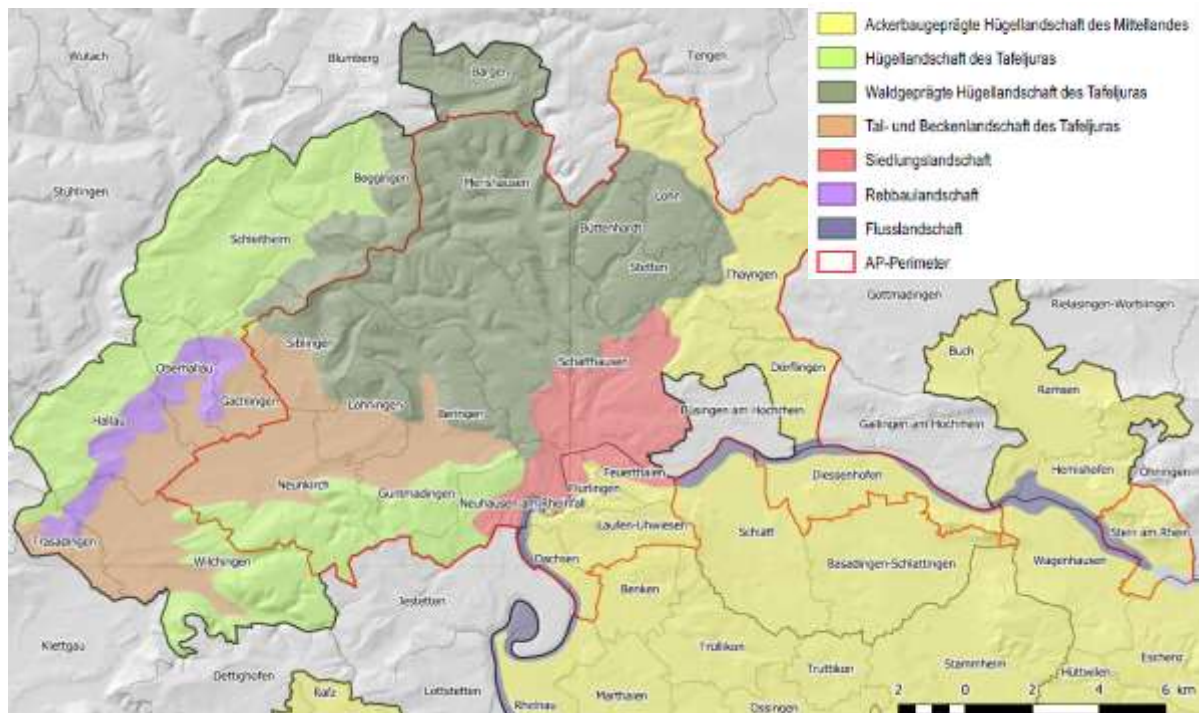 Ackerbaugeprägte Hügellandschaft des Mittellandes
Hügellandschaft des Tafeljuras
Waldgeprägte Hügellandschaft des Tafeljuras
Tal- und Beckenlandschaft des Tafeljuras
Siedlungslandschaft
Rebbaulandschaft
Flusslandschaft
AP-Perimeter
Wutach
Blumberg
Bargen
Tengen
Stühlingen
Beggingen
Merishausen
Lohn
Büttenhardt
Schleitheim
Stetten
Thayngen
Gottmadingen
Rielasingen-Worblingen
Siblingen
Buch
Oberhallau
Schaffhausen
Dörflingen
Ramsen
Gächlingen
Löhningen
Beringen
Büsingen am Hochrhein
Hallau
Gailingen am Hochrhein
Feuerthalen
Diessenhofen
Hemishofen
Öhningen
Neunkirch
Guntmadingen
Flurlingen
Neuhausen am Rheinfall
Laufen-Uhwiesen
Schlatt
Stein am Rhein
Trasadingen
Wilchingen
Dachsen
Basadingen-Schlattingen
Wagenhausen
Jestetten
Benken
Klettgau
Trüllikon
Truttikon
Stammheim
Hüttwilen
Eschenz
Dettighofen
Rafz
Lottstetten
Rheinau
Marthalen
Ossingen
2 0 2 4 6 km